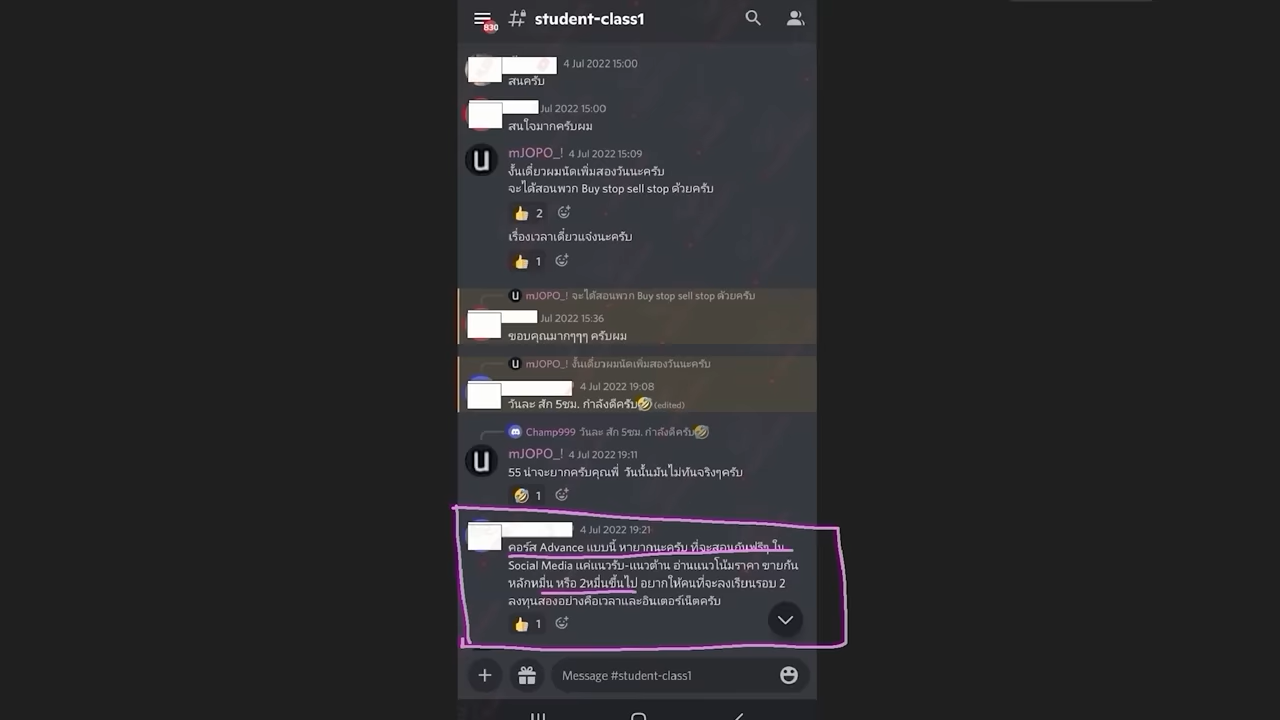 830
student-class1
4 Jul 2022 15:00
สนครับ
Jul 2022 15:00
สนใจมากครับผม
mJOPO_! 4 Jul 2022 15:09
งั้นเดี๋ยวผมนัดเพิ่มสองวันนะครับ
จะได้สอนพวก Buy stop sell stop ด้วยครับ
👍 2
เรื่องเวลาเดี๋ยวแจ้งนะครับ
👍 1
mJOPO_! จะได้สอนพวก Buy stop sell stop ด้วยครับ
Jul 2022 15:36
ขอบคุณมากๆๆๆ ครับผม
mJOPO_! งั้นเดี๋ยวผมนัดเพิ่มสองวันนะครับ
4 Jul 2022 19:08
วันละ สัก 5ชม. กำลังดีครับ🤣 (edited)
Champ999 วันละ สัก 5ชม. กำลังดีครับ🤣
mJOPO_! 4 Jul 2022 19:11
55 น่าจะยากครับคุณพี่ วันนั้นมันไม่ทันจริงๆครับ
🤣 1
4 Jul 2022 19:21
คอร์ส Advance แบบนี้ หายากนะครับ ที่จะสอนกันฟรีๆ ใน
Social Media แค่แนวรับ-แนวต้าน อ่านแนวโน้มราคา ขายกัน
หลักหมื่น หรือ 2หมื่นขึ้นไป อยากให้คนที่จะลงเรียนรอบ 2
ลงทุนสองอย่างคือเวลาและอินเตอร์เน็ตครับ
👍 1
Message #student-class1